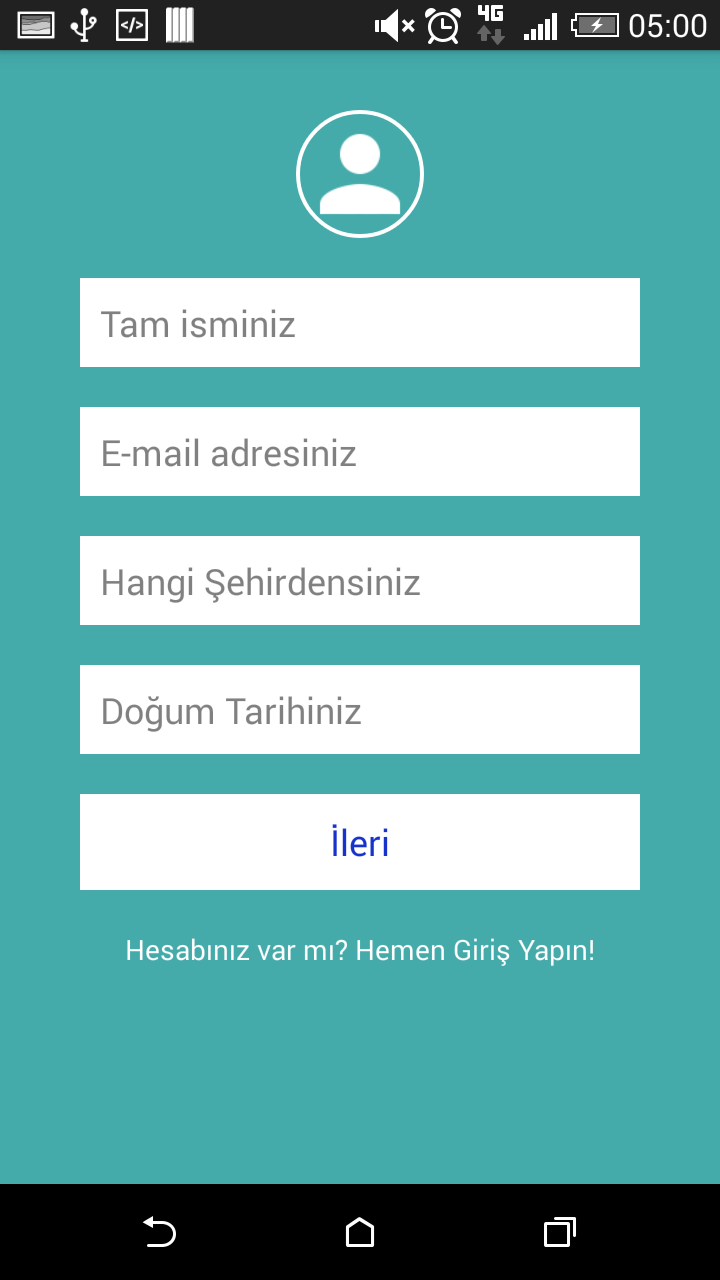 4G
05:00
Tam isminiz
E-mail adresiniz
Hangi Şehirdensiniz
Doğum Tarihiniz
İleri
Hesabınız var mı? Hemen Giriş Yapın!